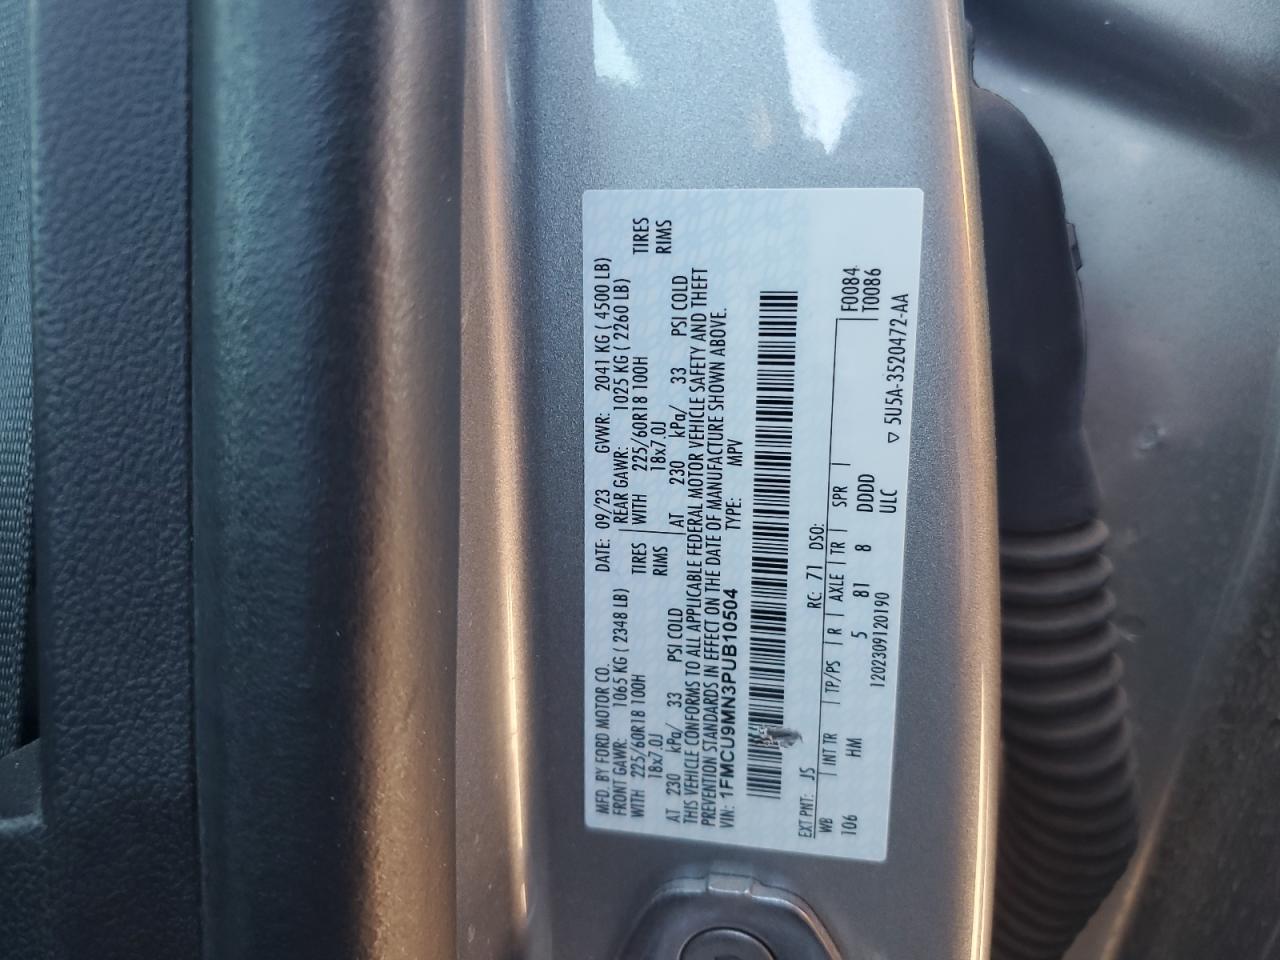 MFD. BY FORD MOTOR CO. DATE: 09/23 GVWR: 2041 KG ( 4500 LB)
FRONT GAWR: 1065 KG ( 2348 LB) REAR GAWR: 1025 KG ( 2260 LB)
WITH 225/60R18 100H TIRES WITH 225/60R18 100H TIRES
18x7.0J RIMS 18x7.0J RIMS
AT 230 kPa/ 33 PSI COLD AT 230 kPa/ 33 PSI COLD
THIS VEHICLE CONFORMS TO ALL APPLICABLE FEDERAL MOTOR VEHICLE SAFETY AND THEFT
PREVENTION STANDARDS IN EFFECT ON THE DATE OF MANUFACTURE SHOWN ABOVE.
VIN: 1FMCU9MN3PUB10504 TYPE: MPV
EXT PNT: JS RC: 71 DSO: F0084
WB INT TR TP/PS R AXLE TR SPR T0086
106 HM 5 81 8 DDDD
1202309120190 ULC ▽ 5U5A-3520472-AA